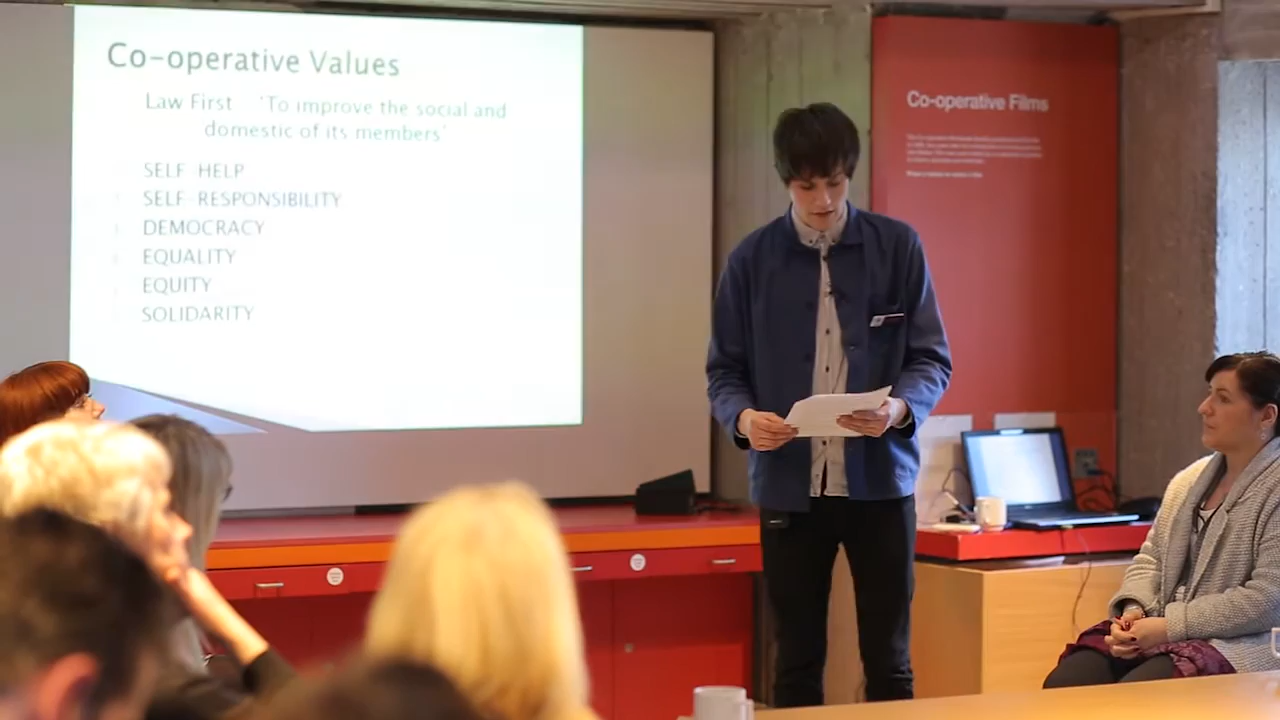 Co-operative Values
Law First 'To improve the social and
domestic of its members'
SELF-HELP
SELF-RESPONSIBILITY
DEMOCRACY
EQUALITY
EQUITY
SOLIDARITY
Co-operative Films